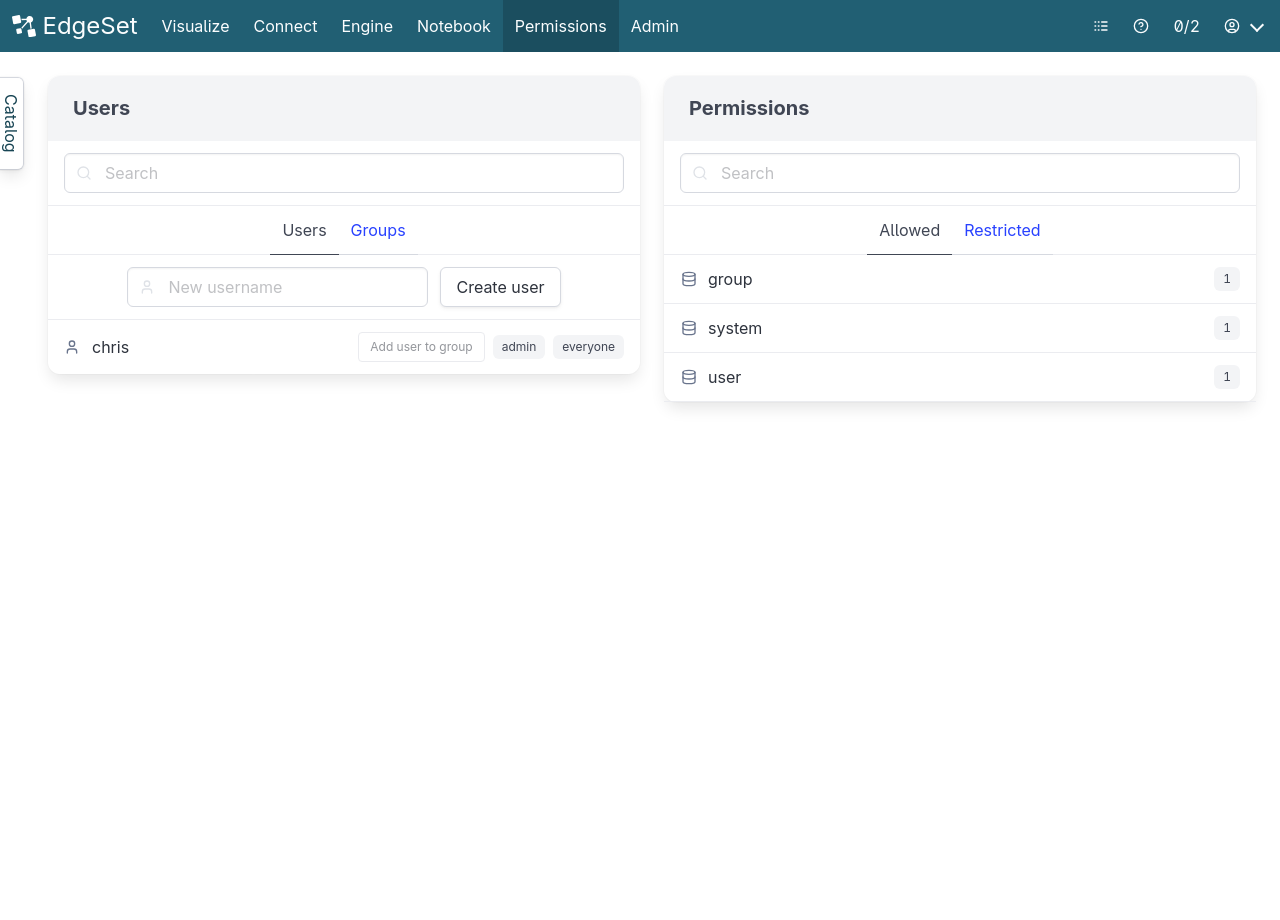 EdgeSet Visualize Connect Engine Notebook Permissions Admin 0/2
Catalog
Users
Search
Users Groups
New username Create user
chris Add user to group admin everyone
Permissions
Search
Allowed Restricted
group 1
system 1
user 1